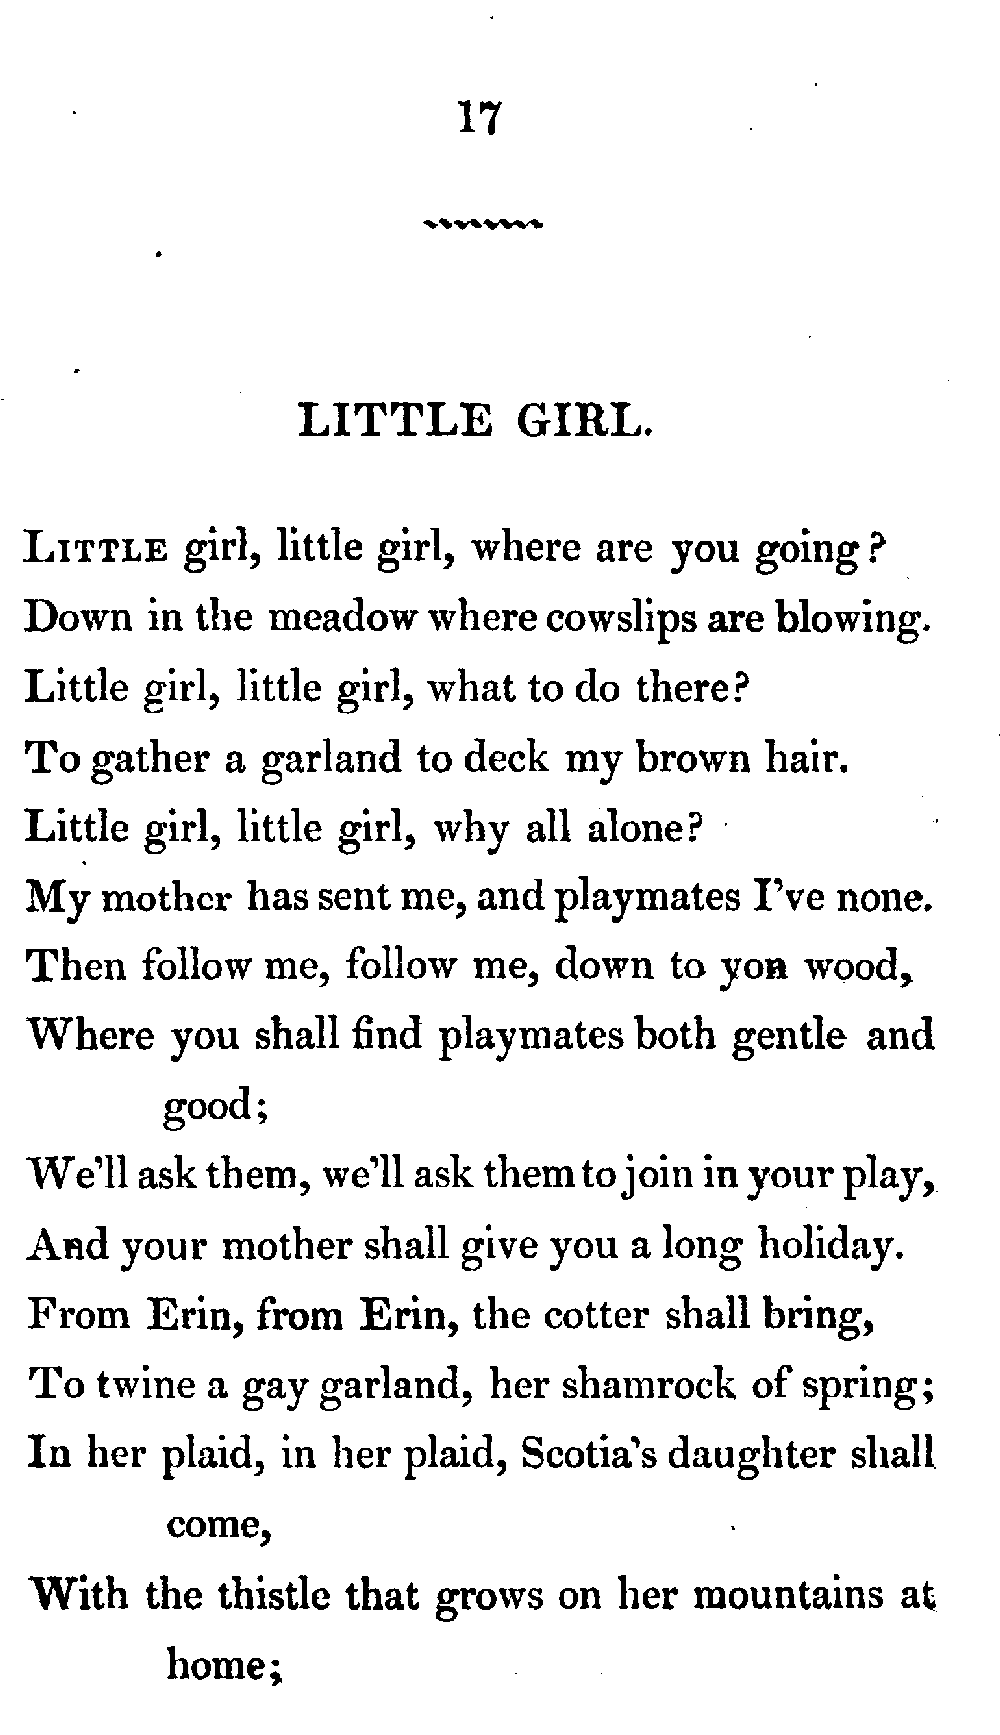 17
LITTLE GIRL.
LITTLE girl, little girl, where are you going?
Down in the meadow where cowslips are blowing.
Little girl, little girl, what to do there?
To gather a garland to deck my brown hair.
Little girl, little girl, why all alone?
My mother has sent me, and playmates I've none.
Then follow me, follow me, down to yon wood,
Where you shall find playmates both gentle and
good;
We'll ask them, we'll ask them to join in your play,
And your mother shall give you a long holiday.
From Erin, from Erin, the cotter shall bring,
To twine a gay garland, her shamrock of spring;
In her plaid, in her plaid, Scotia's daughter shall
come,
With the thistle that grows on her mountains at
home;